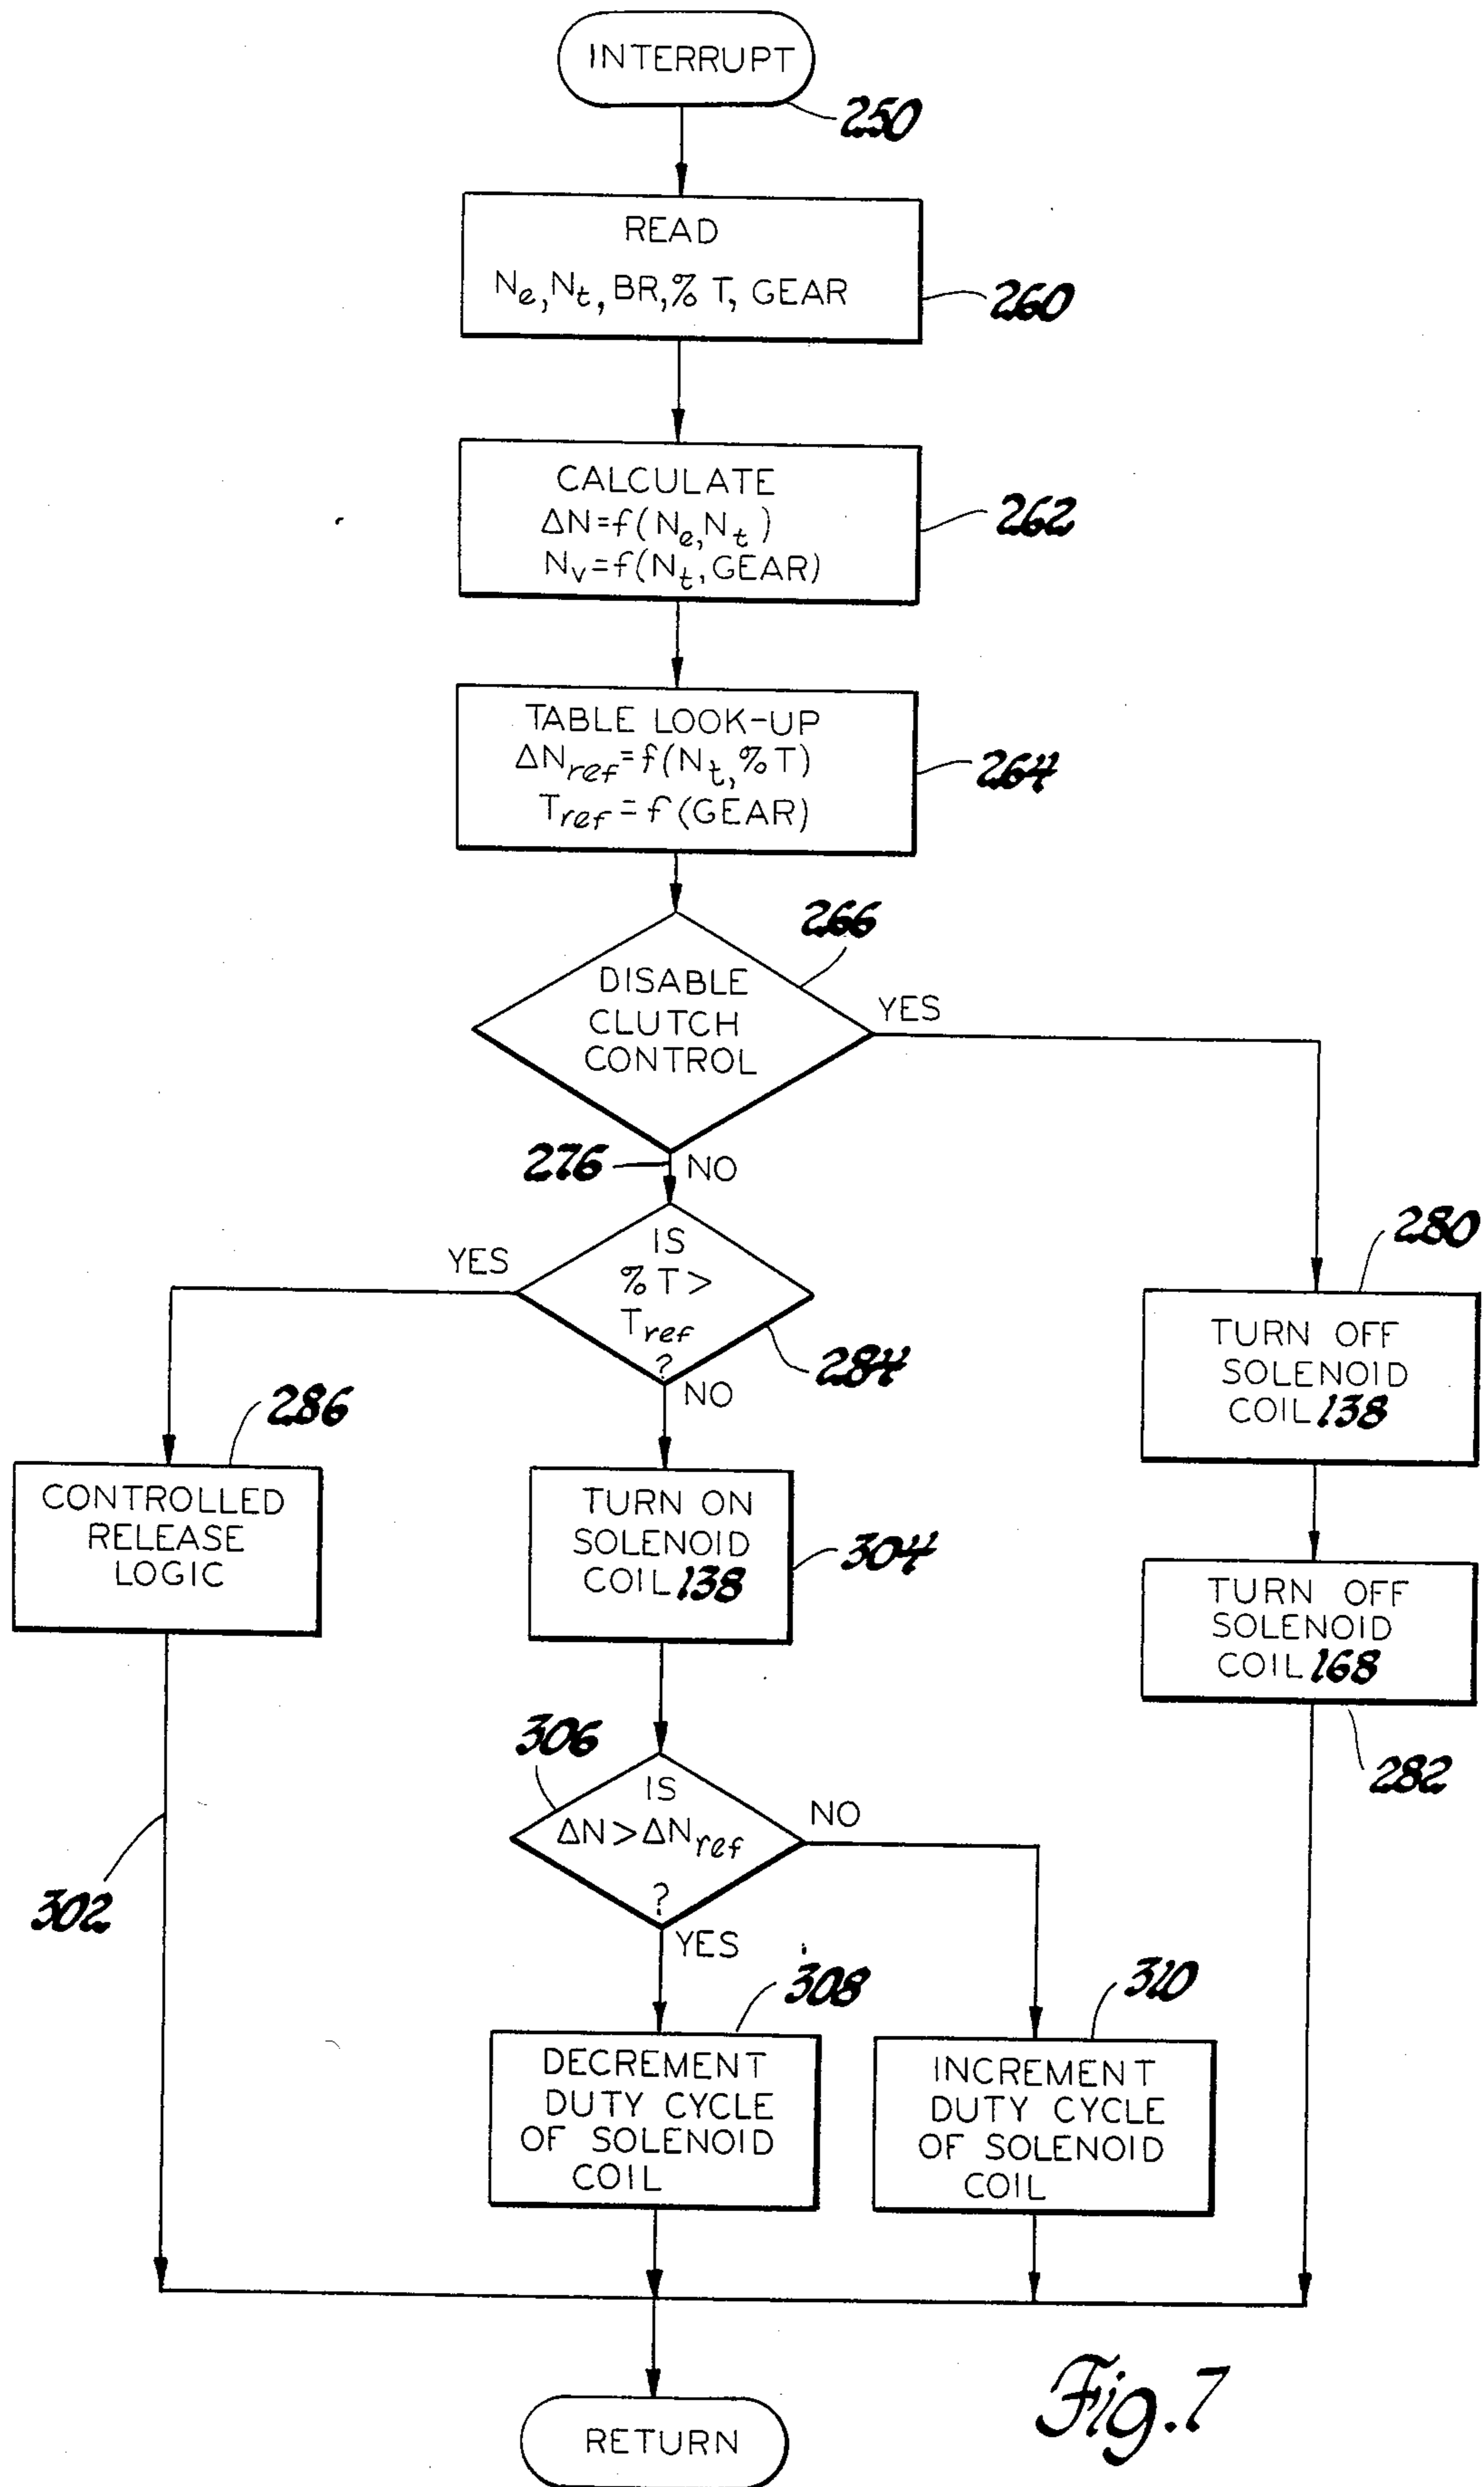 INTERRUPT
250
READ
Ne, Nt, BR, % T, GEAR
260
CALCULATE
ΔN=f(Ne, Nt)
Nv=f(Nt, GEAR)
262
TABLE LOOK-UP
ΔNref=f(Nt, %T)
Tref=f(GEAR)
264
266
DISABLE
CLUTCH
CONTROL
YES
276
NO
IS
% T >
Tref
?
YES
284
NO
280
TURN OFF
SOLENOID
COIL 138
286
CONTROLLED
RELEASE
LOGIC
TURN ON
SOLENOID
COIL 138
304
TURN OFF
SOLENOID
COIL 168
282
306
IS
ΔN > ΔNref
?
NO
YES
302
308
DECREMENT
DUTY CYCLE
OF SOLENOID
COIL
310
INCREMENT
DUTY CYCLE
OF SOLENOID
COIL
RETURN
Fig. 7